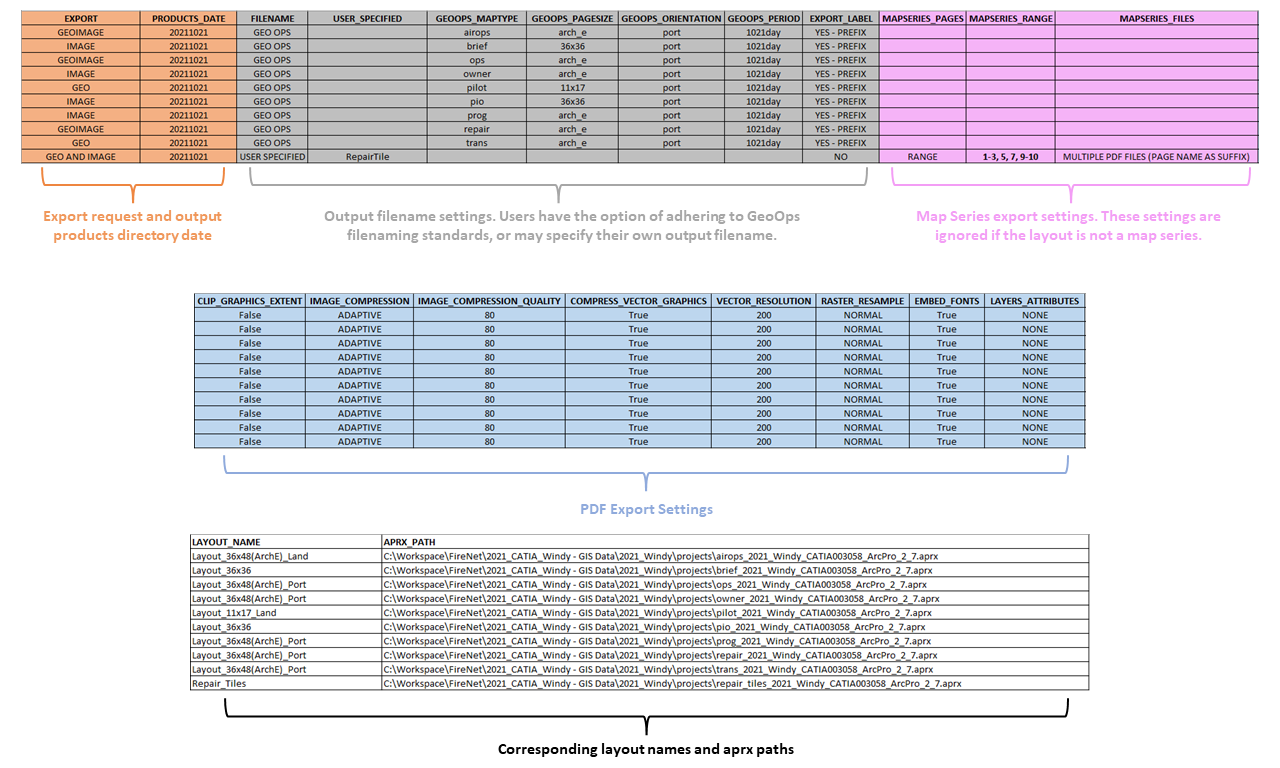 EXPORT PRODUCTS_DATE FILENAME USER_SPECIFIED GEOOPS_MAPTYPE GEOOPS_PAGESIZE GEOOPS_ORIENTATION GEOOPS_PERIOD EXPORT_LABEL MAPSERIES_PAGES MAPSERIES_RANGE MAPSERIES_FILES
GEOIMAGE 20211021 GEO OPS airops arch_e port 1021day YES - PREFIX
IMAGE 20211021 GEO OPS brief 36x36 port 1021day YES - PREFIX
GEOIMAGE 20211021 GEO OPS ops arch_e port 1021day YES - PREFIX
IMAGE 20211021 GEO OPS owner arch_e port 1021day YES - PREFIX
GEO 20211021 GEO OPS pilot 11x17 port 1021day YES - PREFIX
IMAGE 20211021 GEO OPS pio 36x36 port 1021day YES - PREFIX
IMAGE 20211021 GEO OPS prog arch_e port 1021day YES - PREFIX
GEOIMAGE 20211021 GEO OPS repair arch_e port 1021day YES - PREFIX
GEO 20211021 GEO OPS trans arch_e port 1021day YES - PREFIX
GEO AND IMAGE 20211021 USER SPECIFIED RepairTile NO RANGE 1-3, 5, 7, 9-10 MULTIPLE PDF FILES (PAGE NAME AS SUFFIX)
Export request and output
products directory date
Output filename settings. Users have the option of adhering to GeoOps
filenaming standards, or may specify their own output filename.
Map Series export settings. These settings are
ignored if the layout is not a map series.
CLIP_GRAPHICS_EXTENT IMAGE_COMPRESSION IMAGE_COMPRESSION_QUALITY COMPRESS_VECTOR_GRAPHICS VECTOR_RESOLUTION RASTER_RESAMPLE EMBED_FONTS LAYERS_ATTRIBUTES
False ADAPTIVE 80 True 200 NORMAL True NONE
False ADAPTIVE 80 True 200 NORMAL True NONE
False ADAPTIVE 80 True 200 NORMAL True NONE
False ADAPTIVE 80 True 200 NORMAL True NONE
False ADAPTIVE 80 True 200 NORMAL True NONE
False ADAPTIVE 80 True 200 NORMAL True NONE
False ADAPTIVE 80 True 200 NORMAL True NONE
False ADAPTIVE 80 True 200 NORMAL True NONE
False ADAPTIVE 80 True 200 NORMAL True NONE
False ADAPTIVE 80 True 200 NORMAL True NONE
PDF Export Settings
LAYOUT_NAME APRX_PATH
Layout_36x48(ArchE)_Land C:\Workspace\FireNet\2021_CATIA_Windy - GIS Data\2021_Windy\projects\airops_2021_Windy_CATIA003058_ArcPro_2_7.aprx
Layout_36x36 C:\Workspace\FireNet\2021_CATIA_Windy - GIS Data\2021_Windy\projects\brief_2021_Windy_CATIA003058_ArcPro_2_7.aprx
Layout_36x48(ArchE)_Port C:\Workspace\FireNet\2021_CATIA_Windy - GIS Data\2021_Windy\projects\ops_2021_Windy_CATIA003058_ArcPro_2_7.aprx
Layout_36x48(ArchE)_Port C:\Workspace\FireNet\2021_CATIA_Windy - GIS Data\2021_Windy\projects\owner_2021_Windy_CATIA003058_ArcPro_2_7.aprx
Layout_11x17_Land C:\Workspace\FireNet\2021_CATIA_Windy - GIS Data\2021_Windy\projects\pilot_2021_Windy_CATIA003058_ArcPro_2_7.aprx
Layout_36x36 C:\Workspace\FireNet\2021_CATIA_Windy - GIS Data\2021_Windy\projects\pio_2021_Windy_CATIA003058_ArcPro_2_7.aprx
Layout_36x48(ArchE)_Port C:\Workspace\FireNet\2021_CATIA_Windy - GIS Data\2021_Windy\projects\prog_2021_Windy_CATIA003058_ArcPro_2_7.aprx
Layout_36x48(ArchE)_Port C:\Workspace\FireNet\2021_CATIA_Windy - GIS Data\2021_Windy\projects\repair_2021_Windy_CATIA003058_ArcPro_2_7.aprx
Layout_36x48(ArchE)_Port C:\Workspace\FireNet\2021_CATIA_Windy - GIS Data\2021_Windy\projects\trans_2021_Windy_CATIA003058_ArcPro_2_7.aprx
Repair_Tiles C:\Workspace\FireNet\2021_CATIA_Windy - GIS Data\2021_Windy\projects\repair_tiles_2021_Windy_CATIA003058_ArcPro_2_7.aprx
Corresponding layout names and aprx paths